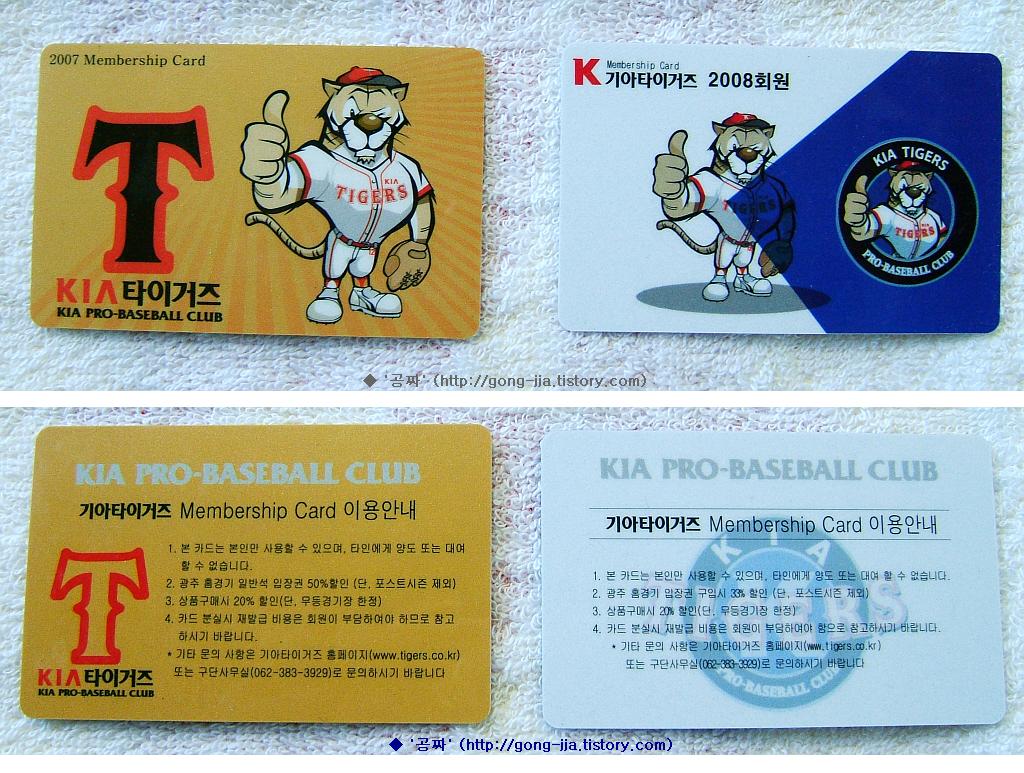 2007 Membership Card
T
KIA
TIGERS
KIA타이거즈
KIA PRO-BASEBALL CLUB
K Membership Card
기아타이거즈 2008회원
TIGERS
KIA TIGERS
TIGERS
PRO-BASEBALL CLUB
◆ '공짜' (http://gong-jia.tistory.com)
KIA PRO-BASEBALL CLUB
기아타이거즈 Membership Card 이용안내
1. 본 카드는 본인만 사용할 수 있으며, 타인에게 양도 또는 대여
할 수 없습니다.
2. 광주 홈경기 일반석 입장권 50%할인 (단, 포스트시즌 제외)
3. 상품구매시 20% 할인(단, 무등경기장 한정)
4. 카드 분실시 재발급 비용은 회원이 부담하여야 하므로 참고
하시기 바랍니다.
* 기타 문의 사항은 기아타이거즈 홈페이지(www.tigers.co.kr)
또는 구단사무실(062-383-3929)로 문의하시기 바랍니다
T
KIA타이거즈
KIA PRO-BASEBALL CLUB
KIA PRO-BASEBALL CLUB
기아타이거즈 Membership Card 이용안내
1. 본 카드는 본인만 사용할 수 있으며, 타인에게 양도 또는 대여 할 수 없습니다.
2. 광주 홈경기 입장권 구입시 33% 할인 (단, 포스트시즌 제외)
3. 상품구매시 20% 할인(단, 무등경기장 한정)
4. 카드 분실시 재발급 비용은 회원이 부담하여야 함으로 참고하시기 바랍니다.
* 기타 문의 사항은 기아타이거즈 홈페이지(www.tigers.co.kr)
또는 구단사무실(062-383-3929)로 문의하시기 바랍니다
KIA
TIGERS
PRO-BASEBALL CLUB
◆ '공짜' (http://gong-jia.tistory.com)